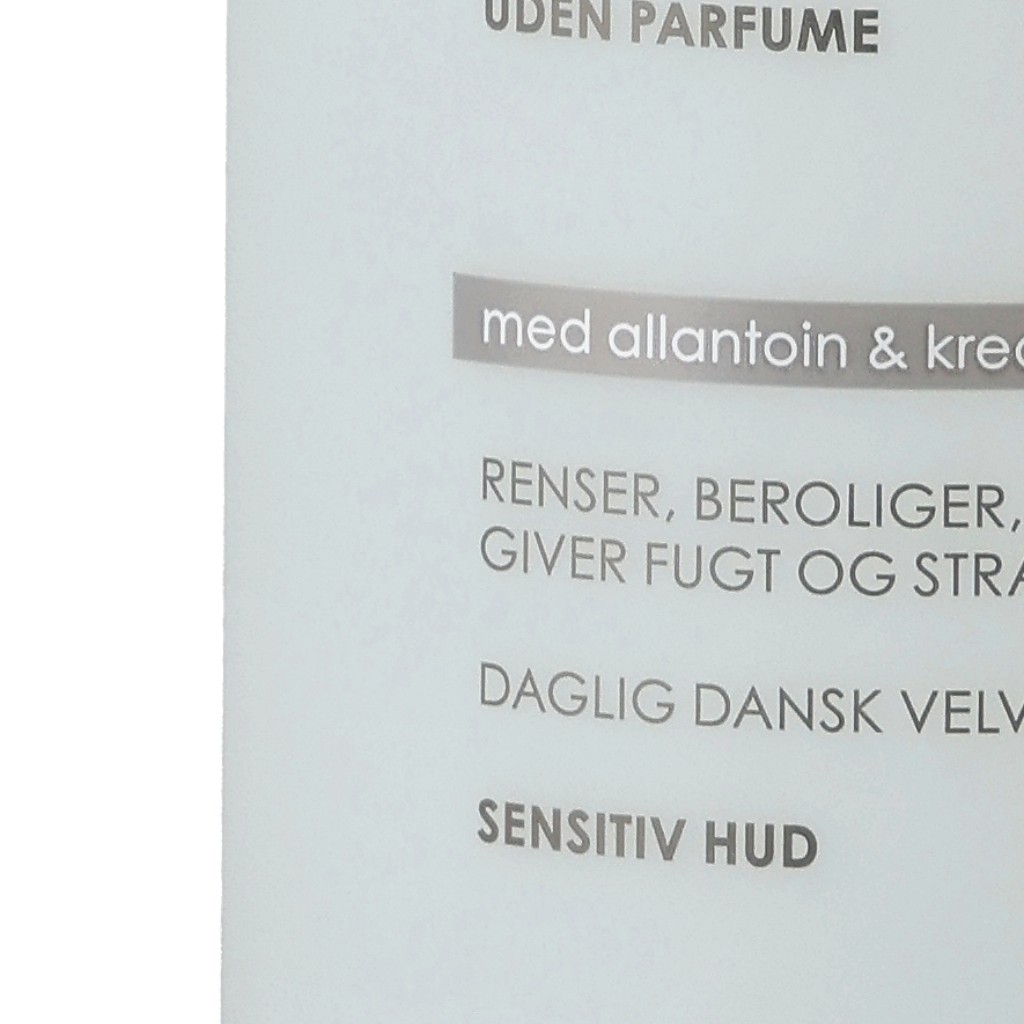 UDEN PARFUME
med allantoin &
RENSER, BEROLIGER,
GIVER FUGT OG
DAGLIG DANSK
SENSITIV HUD